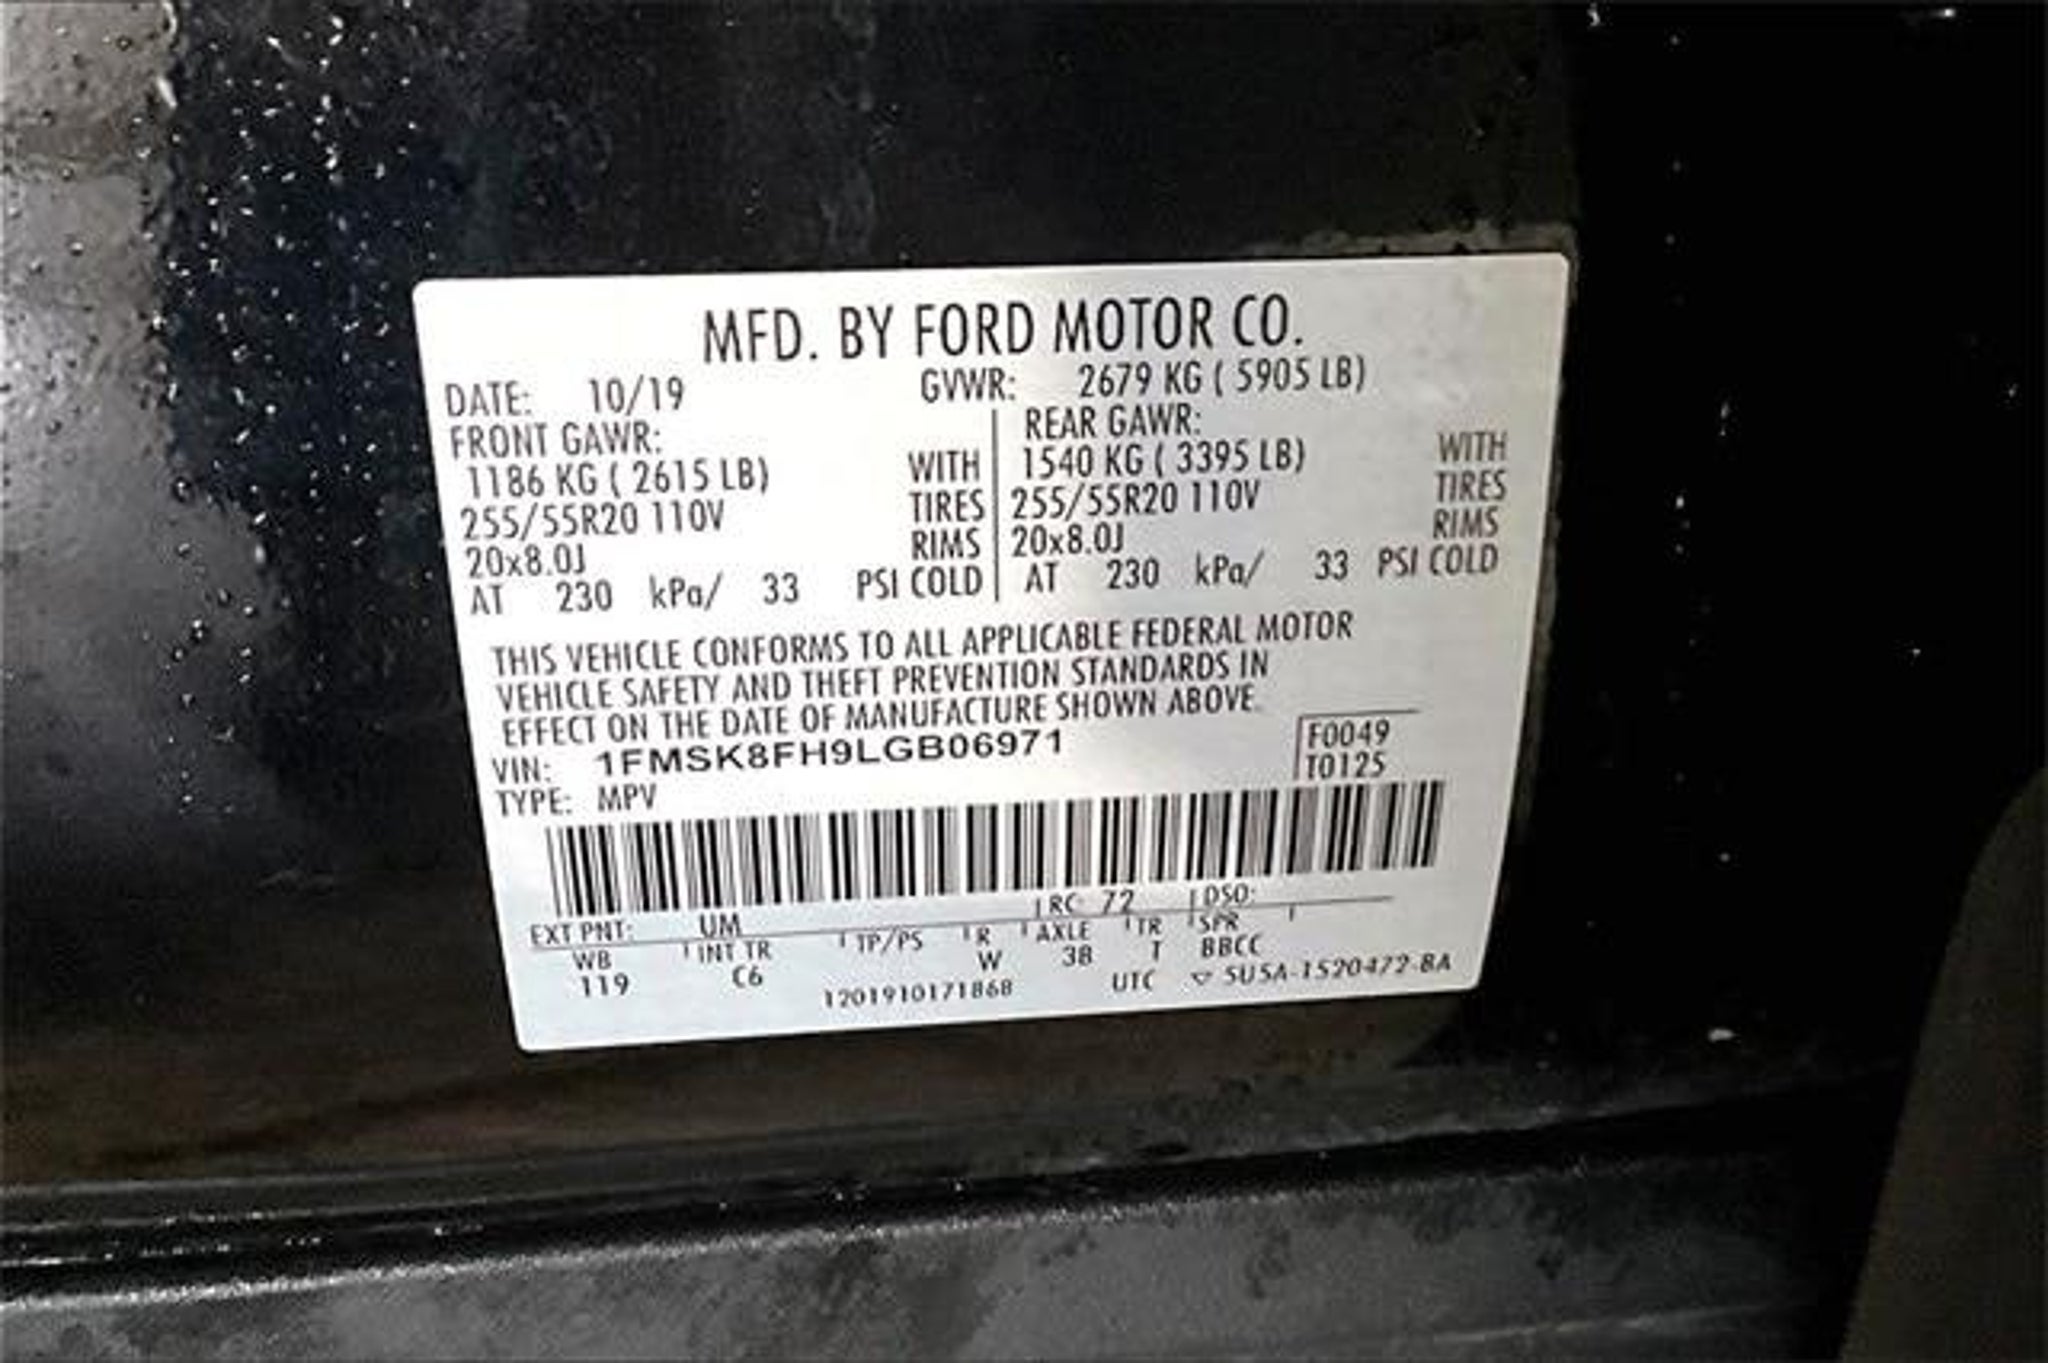 MFD. BY FORD MOTOR CO.
DATE: 10/19 GVWR: 2679 KG ( 5905 LB)
FRONT GAWR: REAR GAWR:
1186 KG ( 2615 LB) WITH 1540 KG ( 3395 LB) WITH
255/55R20 110V TIRES 255/55R20 110V TIRES
20x8.0J RIMS 20x8.0J RIMS
AT 230 kPa/ 33 PSI COLD AT 230 kPa/ 33 PSI COLD
THIS VEHICLE CONFORMS TO ALL APPLICABLE FEDERAL MOTOR
VEHICLE SAFETY AND THEFT PREVENTION STANDARDS IN
EFFECT ON THE DATE OF MANUFACTURE SHOWN ABOVE.
VIN: 1FMSK8FH9LGB06971 F0049
TYPE: MPV T0125
EXT PNT: UM RC 72 DSO:
WB INT TR TP/PS R AXLE TR SPR
119 C6 W 38 T BBCC
1201910171868 UTC ▽ 5U5A-1520472-BA